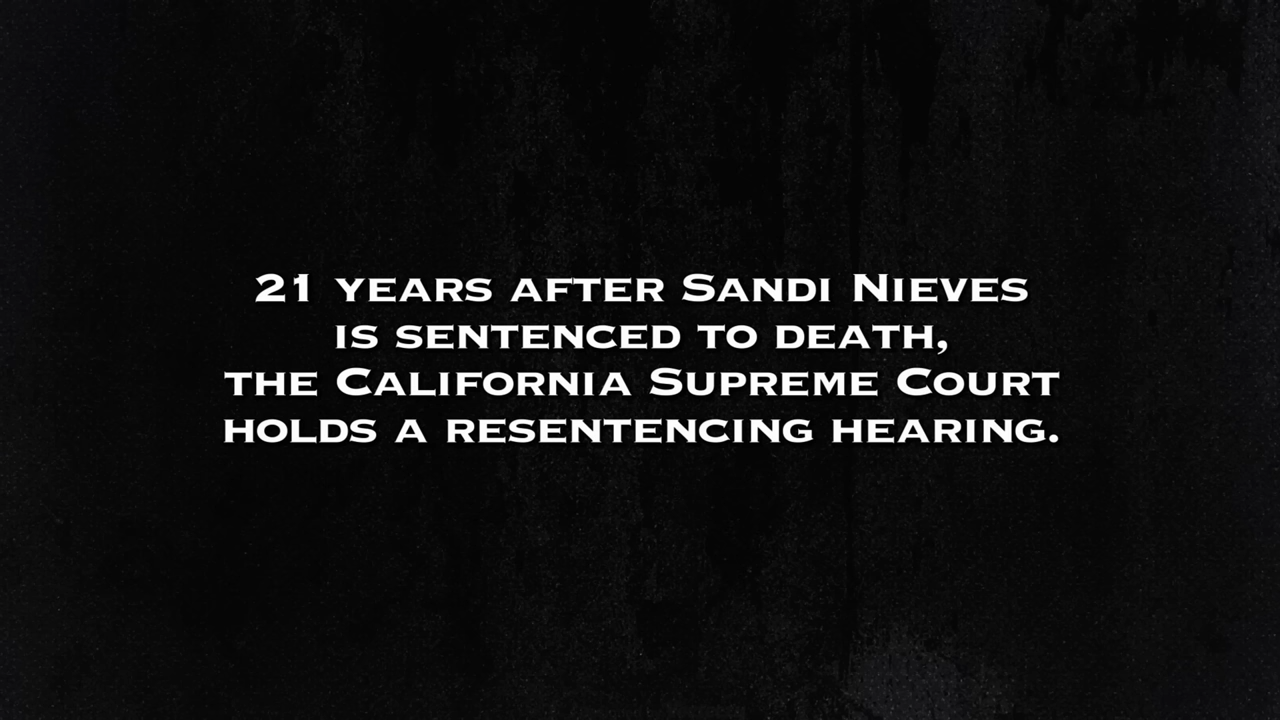 21 years after Sandi Nieves
is sentenced to death,
the California Supreme Court
holds a resentencing hearing.